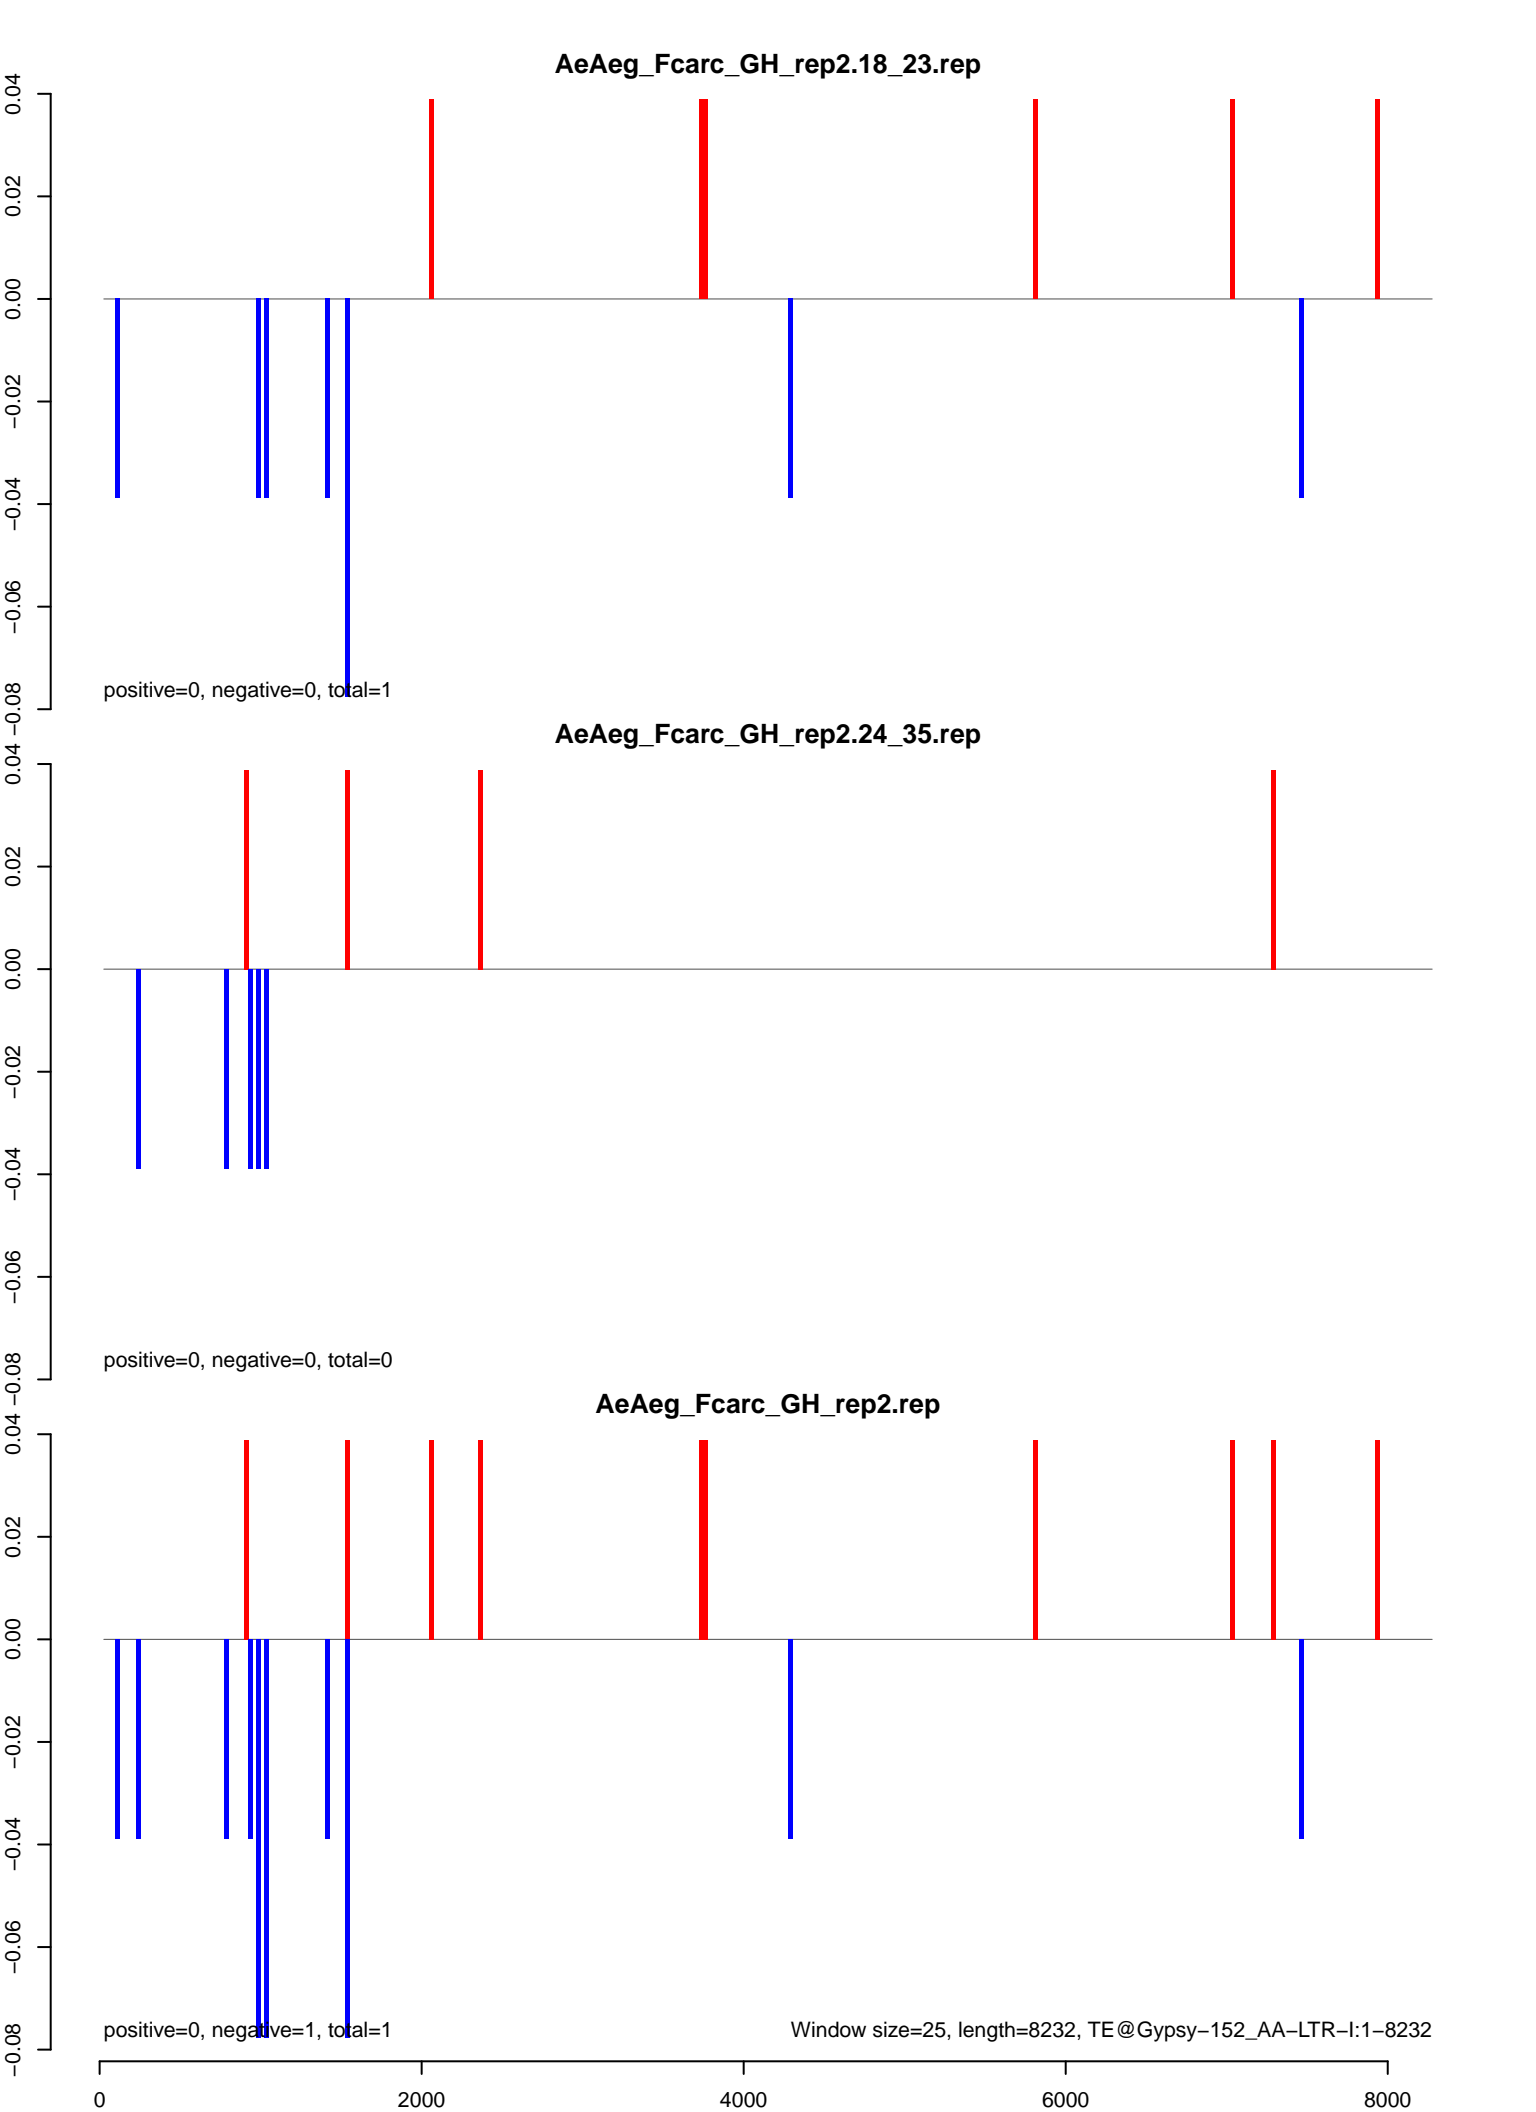 AeAeg_Fcarc_GH_rep2.18_23.rep
0.04
0.02
0.00
−0.02
−0.04
−0.06
−0.08
positive=0, negative=0, total=1
AeAeg_Fcarc_GH_rep2.24_35.rep
0.04
0.02
0.00
−0.02
−0.04
−0.06
−0.08
positive=0, negative=0, total=0
AeAeg_Fcarc_GH_rep2.rep
0.04
0.02
0.00
−0.02
−0.04
−0.06
−0.08
positive=0, negative=1, total=1
Window size=25, length=8232, TE@Gypsy−152_AA−LTR−I:1−8232
0 2000 4000 6000 8000